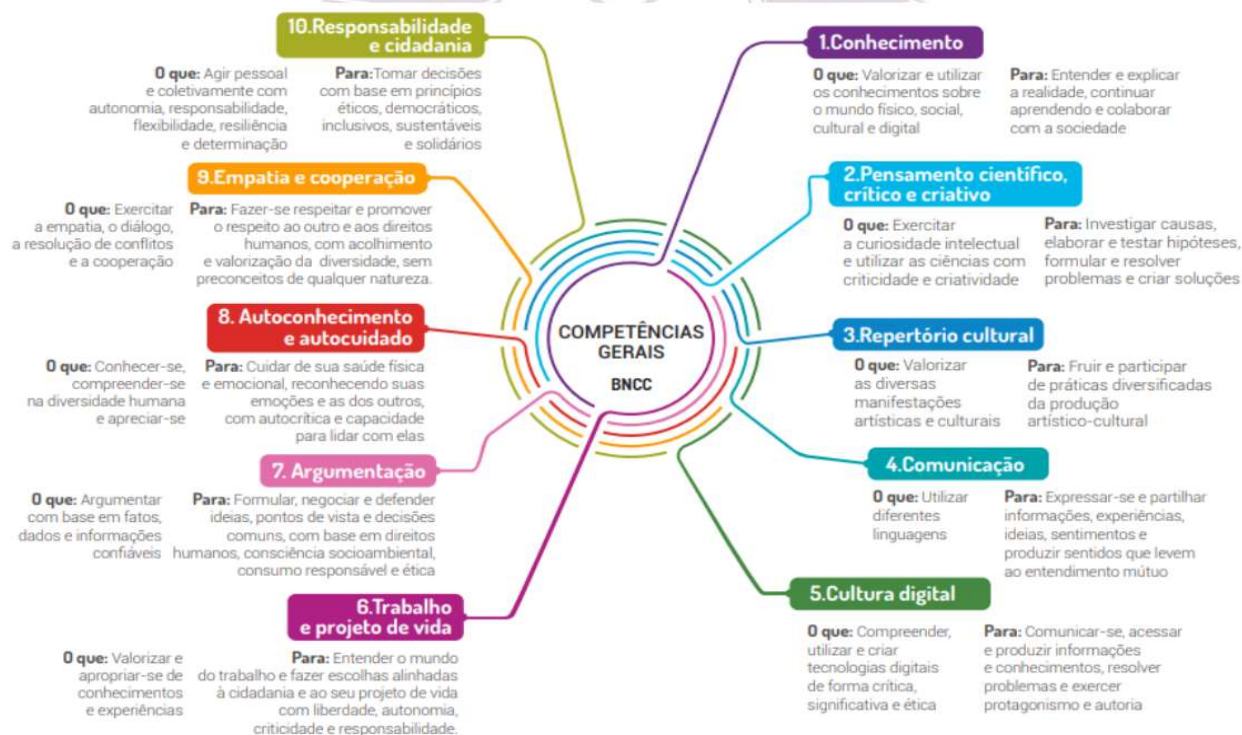 COMPETÊNCIAS
GERAIS
BNCC
1.Conhecimento
O que: Valorizar e utilizar
os conhecimentos sobre
o mundo físico, social,
cultural e digital
Para: Entender e explicar
a realidade, continuar
aprendendo e colaborar
com a sociedade
2.Pensamento científico,
crítico e criativo
O que: Exercitar
a curiosidade intelectual
e utilizar as ciências com
criticidade e criatividade
Para: Investigar causas,
elaborar e testar hipóteses,
formular e resolver
problemas e criar soluções
3.Repertório cultural
O que: Valorizar
as diversas
manifestações
artísticas e culturais
Para: Fruir e participar
de práticas diversificadas
da produção
artístico-cultural
4.Comunicação
O que: Utilizar
diferentes
linguagens
Para: Expressar-se e partilhar
informações, experiências,
ideias, sentimentos e
produzir sentidos que levem
ao entendimento mútuo
5.Cultura digital
O que: Compreender,
utilizar e criar
tecnologias digitais
de forma crítica,
significativa e ética
Para: Comunicar-se, acessar
e produzir informações
e conhecimentos, resolver
problemas e exercer
protagonismo e autoria
6.Trabalho
e projeto de vida
O que: Valorizar e
apropriar-se de
conhecimentos
e experiências
Para: Entender o mundo
do trabalho e fazer escolhas alinhadas
à cidadania e ao seu projeto de vida
com liberdade, autonomia,
criticidade e responsabilidade.
7. Argumentação
O que: Argumentar
com base em fatos,
dados e informações
confiáveis
Para: Formular, negociar e defender
ideias, pontos de vista e decisões
comuns, com base em direitos
humanos, consciência socioambiental,
consumo responsável e ética
8. Autoconhecimento
e autocuidado
O que: Conhecer-se,
compreender-se
na diversidade humana
e apreciar-se
Para: Cuidar de sua saúde física
e emocional, reconhecendo suas
emoções e as dos outros,
com autocrítica e capacidade
para lidar com elas
9.Empatia e cooperação
O que: Exercitar
a empatia, o diálogo,
a resolução de conflitos
e a cooperação
Para: Fazer-se respeitar e promover
o respeito ao outro e aos direitos
humanos, com acolhimento
e valorização da diversidade, sem
preconceitos de qualquer natureza.
10.Responsabilidade
e cidadania
O que: Agir pessoal
e coletivamente com
autonomia, responsabilidade,
flexibilidade, resiliência
e determinação
Para:Tomar decisões
com base em princípios
éticos, democráticos,
inclusivos, sustentáveis
e solidários